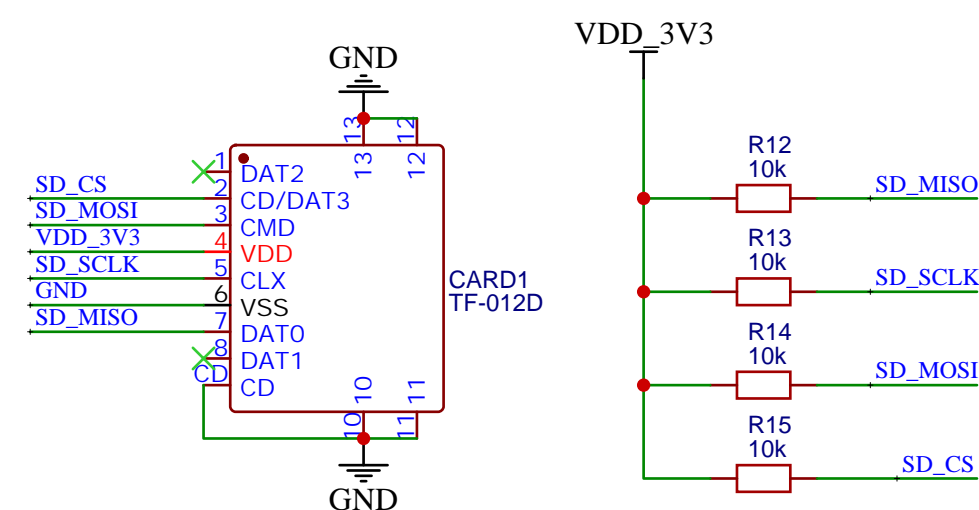 GND
13
12
13
12
1
DAT2
SD_CS
2
CD/DAT3
SD_MOSI
3
CMD
VDD_3V3
4
VDD
SD_SCLK
5
CLX
GND
6
VSS
SD_MISO
7
DAT0
8
DAT1
CD
CD
10
11
10
11
GND
CARD1
TF-012D
VDD_3V3
R12
10k
SD_MISO
R13
10k
SD_SCLK
R14
10k
SD_MOSI
R15
10k
SD_CS